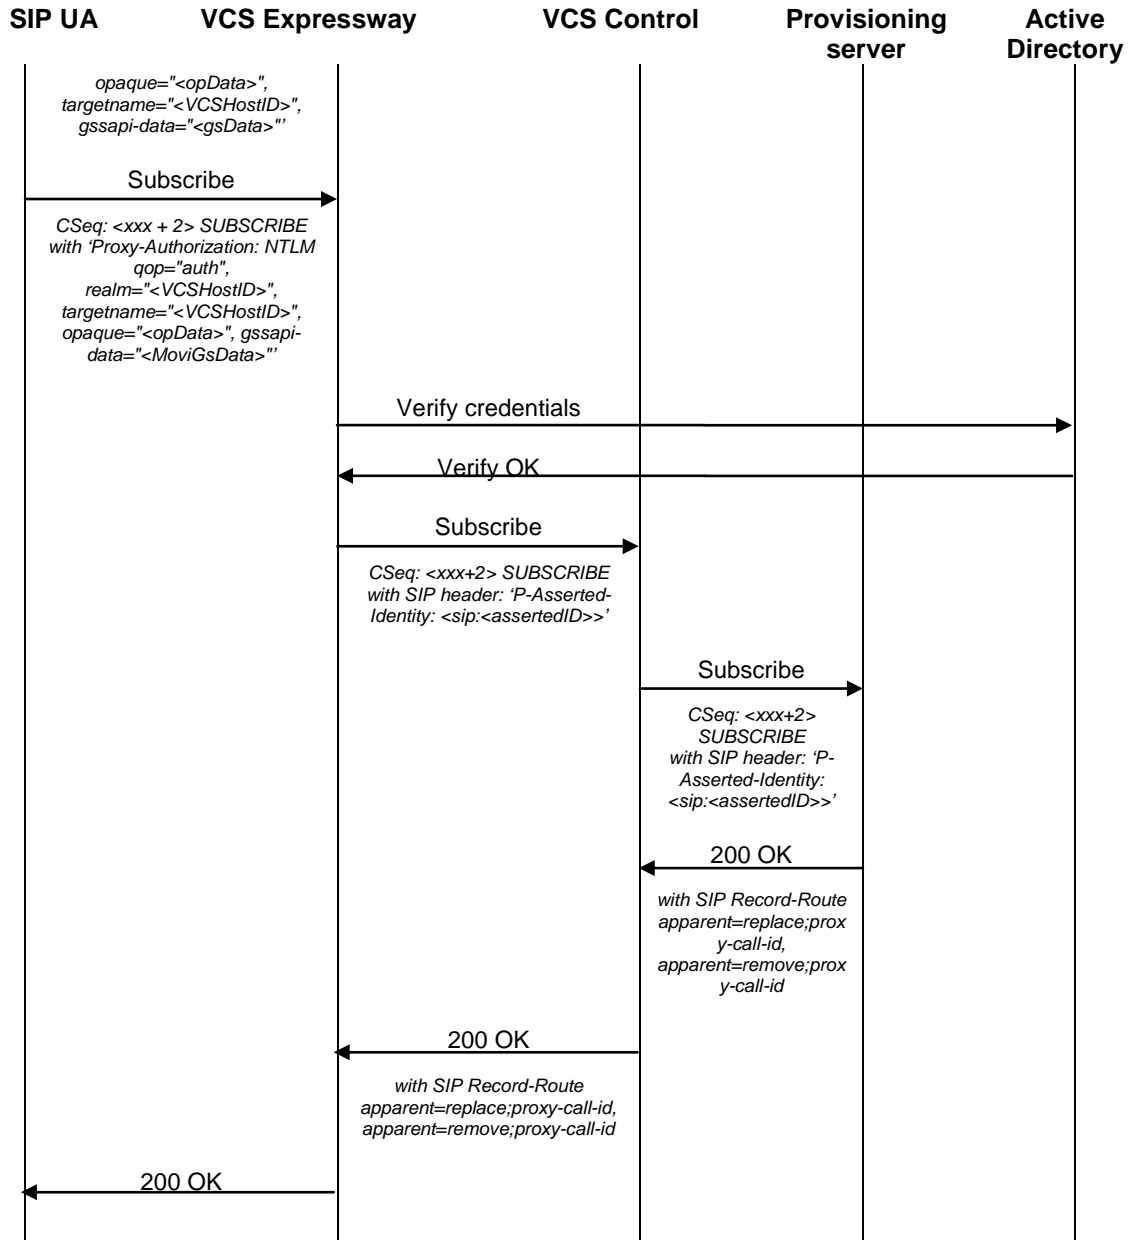 SIP UA
VCS Expressway
VCS Control
Provisioning
server
Active
Directory
opaque="<opData>",
targetname="<VCSHostID>",
gssapi-data="<gsData>"’
Subscribe
CSeq: <xxx + 2> SUBSCRIBE
with ‘Proxy-Authorization: NTLM
qop="auth",
realm="<VCSHostID>",
targetname="<VCSHostID>",
opaque="<opData>", gssapi-
data="<MoviGsData>"’
Verify credentials
Verify OK
Subscribe
CSeq: <xxx+2> SUBSCRIBE
with SIP header: ‘P-Asserted-
Identity: <sip:<assertedID>>’
Subscribe
CSeq: <xxx+2>
SUBSCRIBE
with SIP header: ‘P-
Asserted-Identity:
<sip:<assertedID>>’
200 OK
with SIP Record-Route
apparent=replace;prox
y-call-id,
apparent=remove;prox
y-call-id
200 OK
with SIP Record-Route
apparent=replace;proxy-call-id,
apparent=remove;proxy-call-id
200 OK